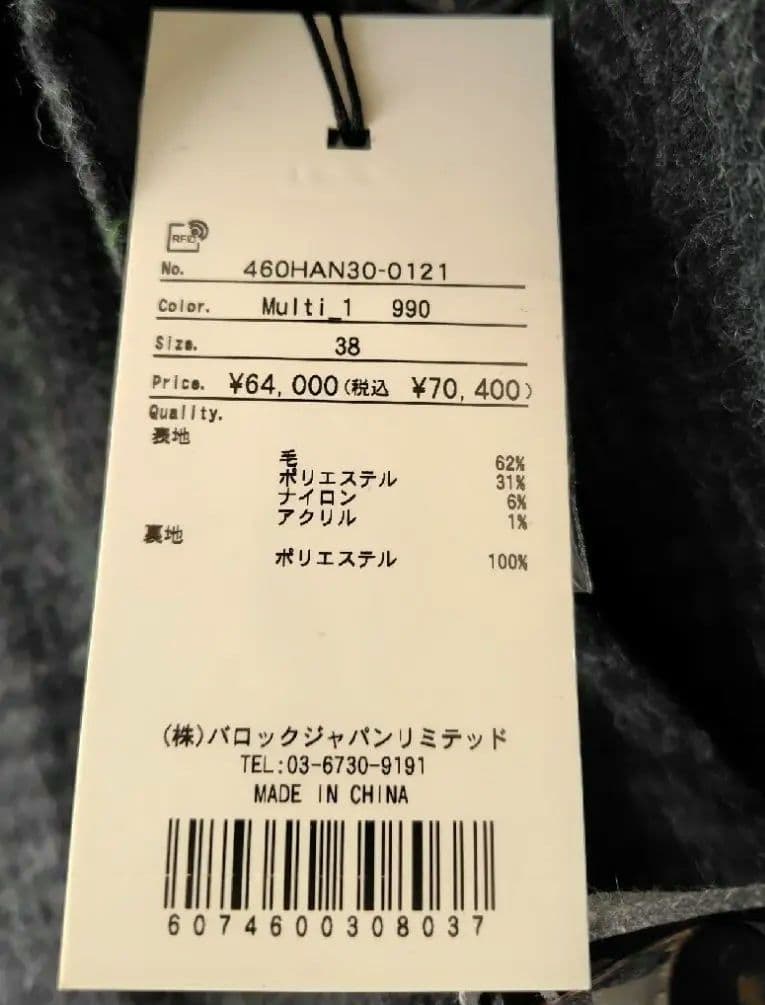 RFID
No. 460HAN30-0121
Color. Multi_1 990
Size. 38
Price. ¥64,000(税込 ¥70,400)
Quality.
表地
毛 62%
ポリエステル 31%
ナイロン 6%
アクリル 1%
裏地
ポリエステル 100%
(株)バロックジャパンリミテッド
TEL:03-6730-9191
MADE IN CHINA
6074600308037